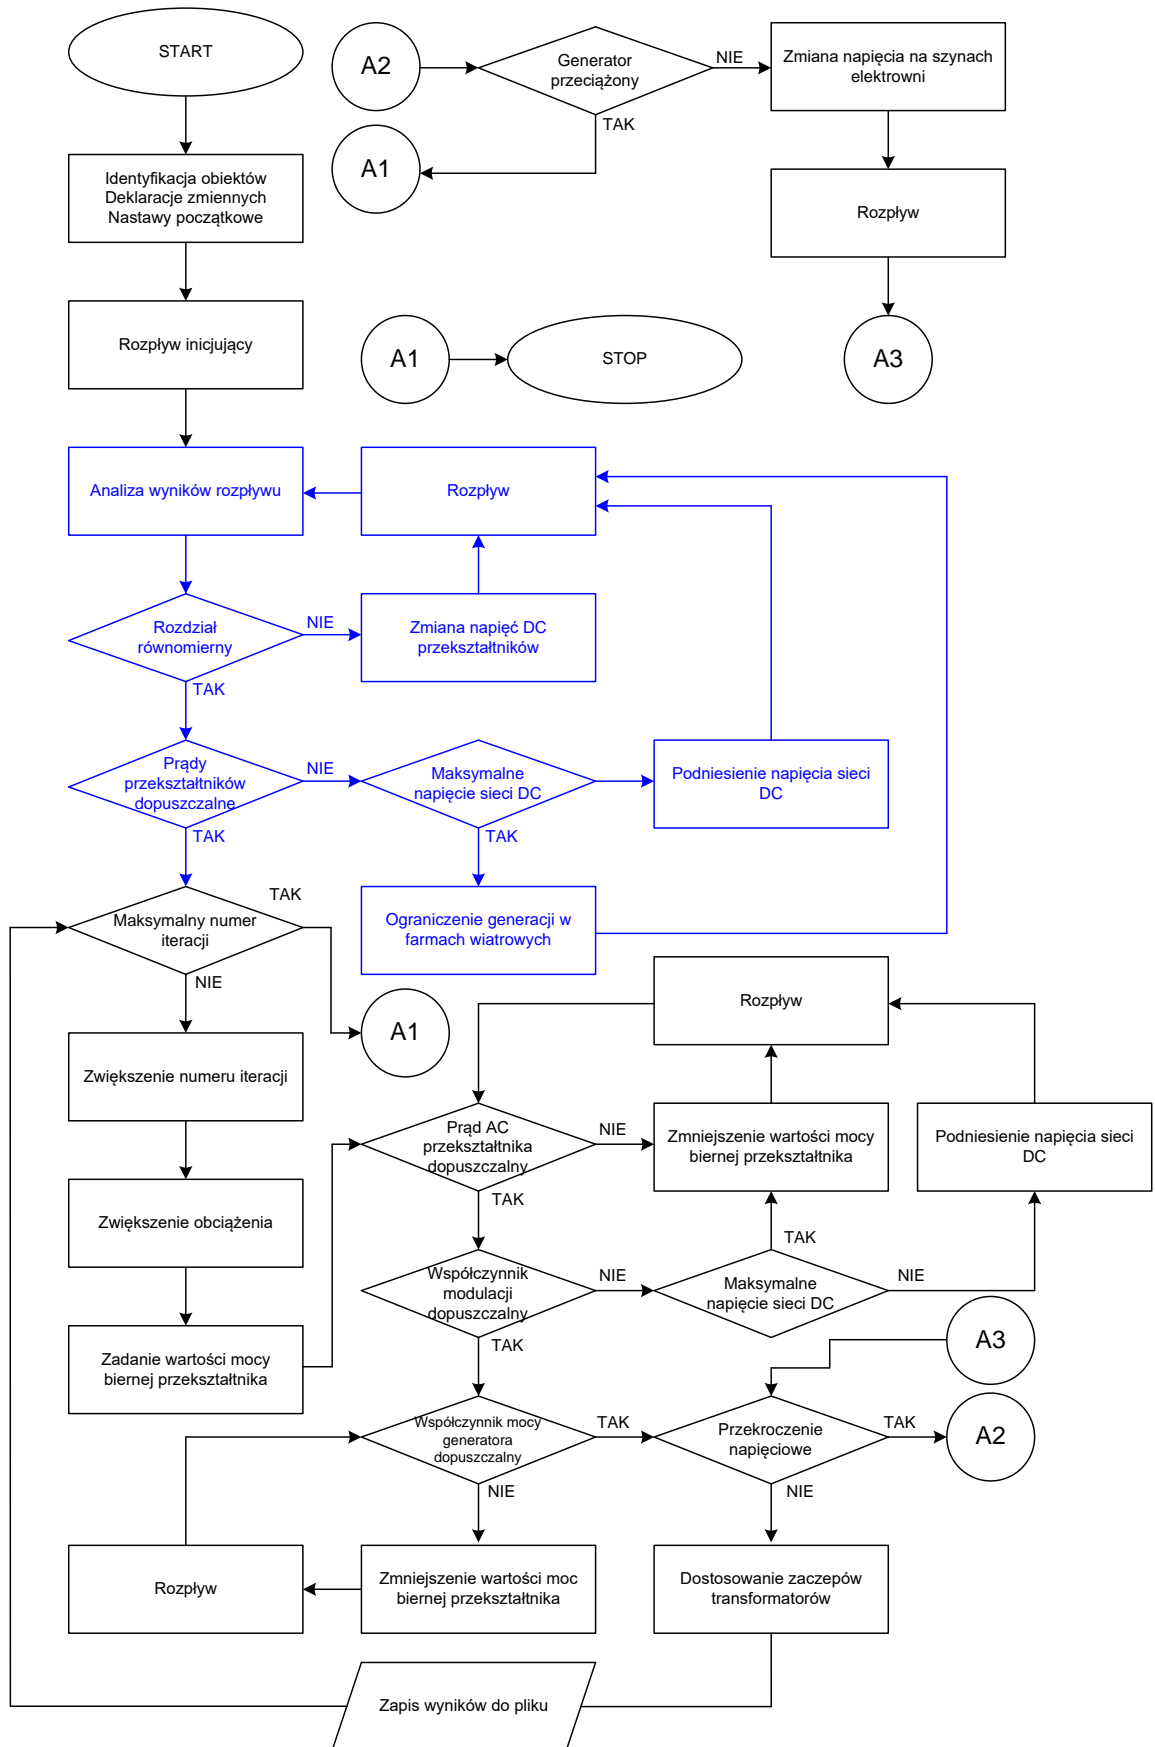 START
A2
Generator
przeciążony
NIE
Zmiana napięcia na szynach
elektrowni
TAK
A1
Identyfikacja obiektów
Deklaracje zmiennych
Nastawy początkowe
Rozpływ
Rozpływ inicjujący
A1
STOP
A3
Analiza wyników rozpływu
Rozpływ
Rozdział
równomierny
NIE
Zmiana napięć DC
przekształtników
TAK
Prądy
przekształtników
dopuszczalne
NIE
Maksymalne
napięcie sieci DC
Podniesienie napięcia sieci
DC
TAK
TAK
TAK
Maksymalny numer
iteracji
Ograniczenie generacji w
farmach wiatrowych
NIE
Rozpływ
A1
Zwiększenie numeru iteracji
Prąd AC
przekształtnika
dopuszczalny
NIE
Zmniejszenie wartości mocy
biernej przekształtnika
Podniesienie napięcia sieci
DC
TAK
Zwiększenie obciążenia
TAK
Współczynnik
modulacji
dopuszczalny
NIE
Maksymalne
napięcie sieci DC
NIE
TAK
A3
Zadanie wartości mocy
biernej przekształtnika
Współczynnik mocy
generatora
dopuszczalny
TAK
Przekroczenie
napięciowe
TAK
A2
NIE
NIE
Rozpływ
Zmniejszenie wartości moc
biernej przekształtnika
Dostosowanie zaczepów
transformatorów
Zapis wyników do pliku